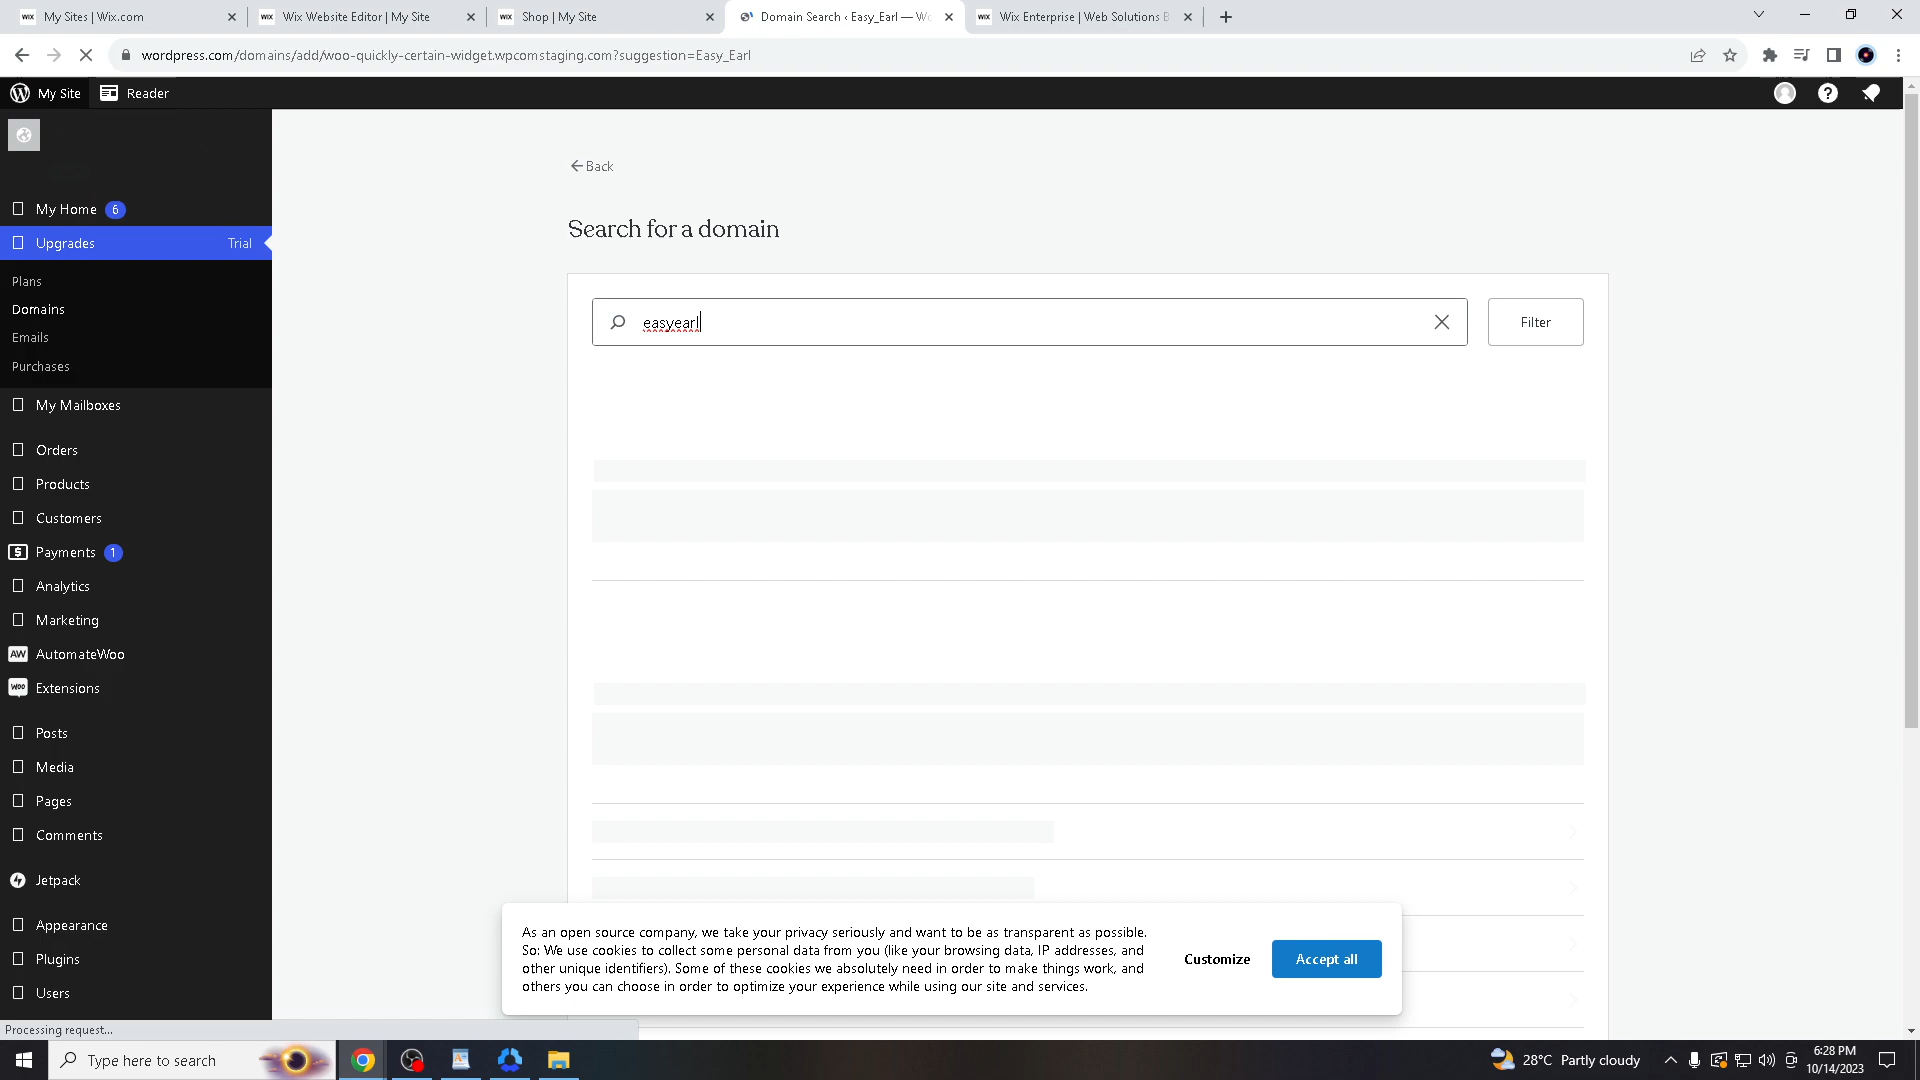 WIX My Sites | Wix.com
WIX Wix Website Editor | My Site
WIX Shop | My Site
Domain Search ‹ Easy_Earl — Wo
WIX Wix Enterprise | Web Solutions B
wordpress.com/domains/add/woo-quickly-certain-widget.wpcomstaging.com?suggestion=Easy_Earl
My Site
Reader
My Home 6
Upgrades Trial
Plans
Domains
Emails
Purchases
My Mailboxes
Orders
Products
Customers
Payments 1
Analytics
Marketing
AW AutomateWoo
Woo Extensions
Posts
Media
Pages
Comments
Jetpack
Appearance
Plugins
Users
Back
Search for a domain
easyearl
Filter
As an open source company, we take your privacy seriously and want to be as transparent as possible.
So: We use cookies to collect some personal data from you (like your browsing data, IP addresses, and
other unique identifiers). Some of these cookies we absolutely need in order to make things work, and
others you can choose in order to optimize your experience while using our site and services.
Customize
Accept all
Processing request...
Type here to search
28°C Partly cloudy
6:28 PM
10/14/2023